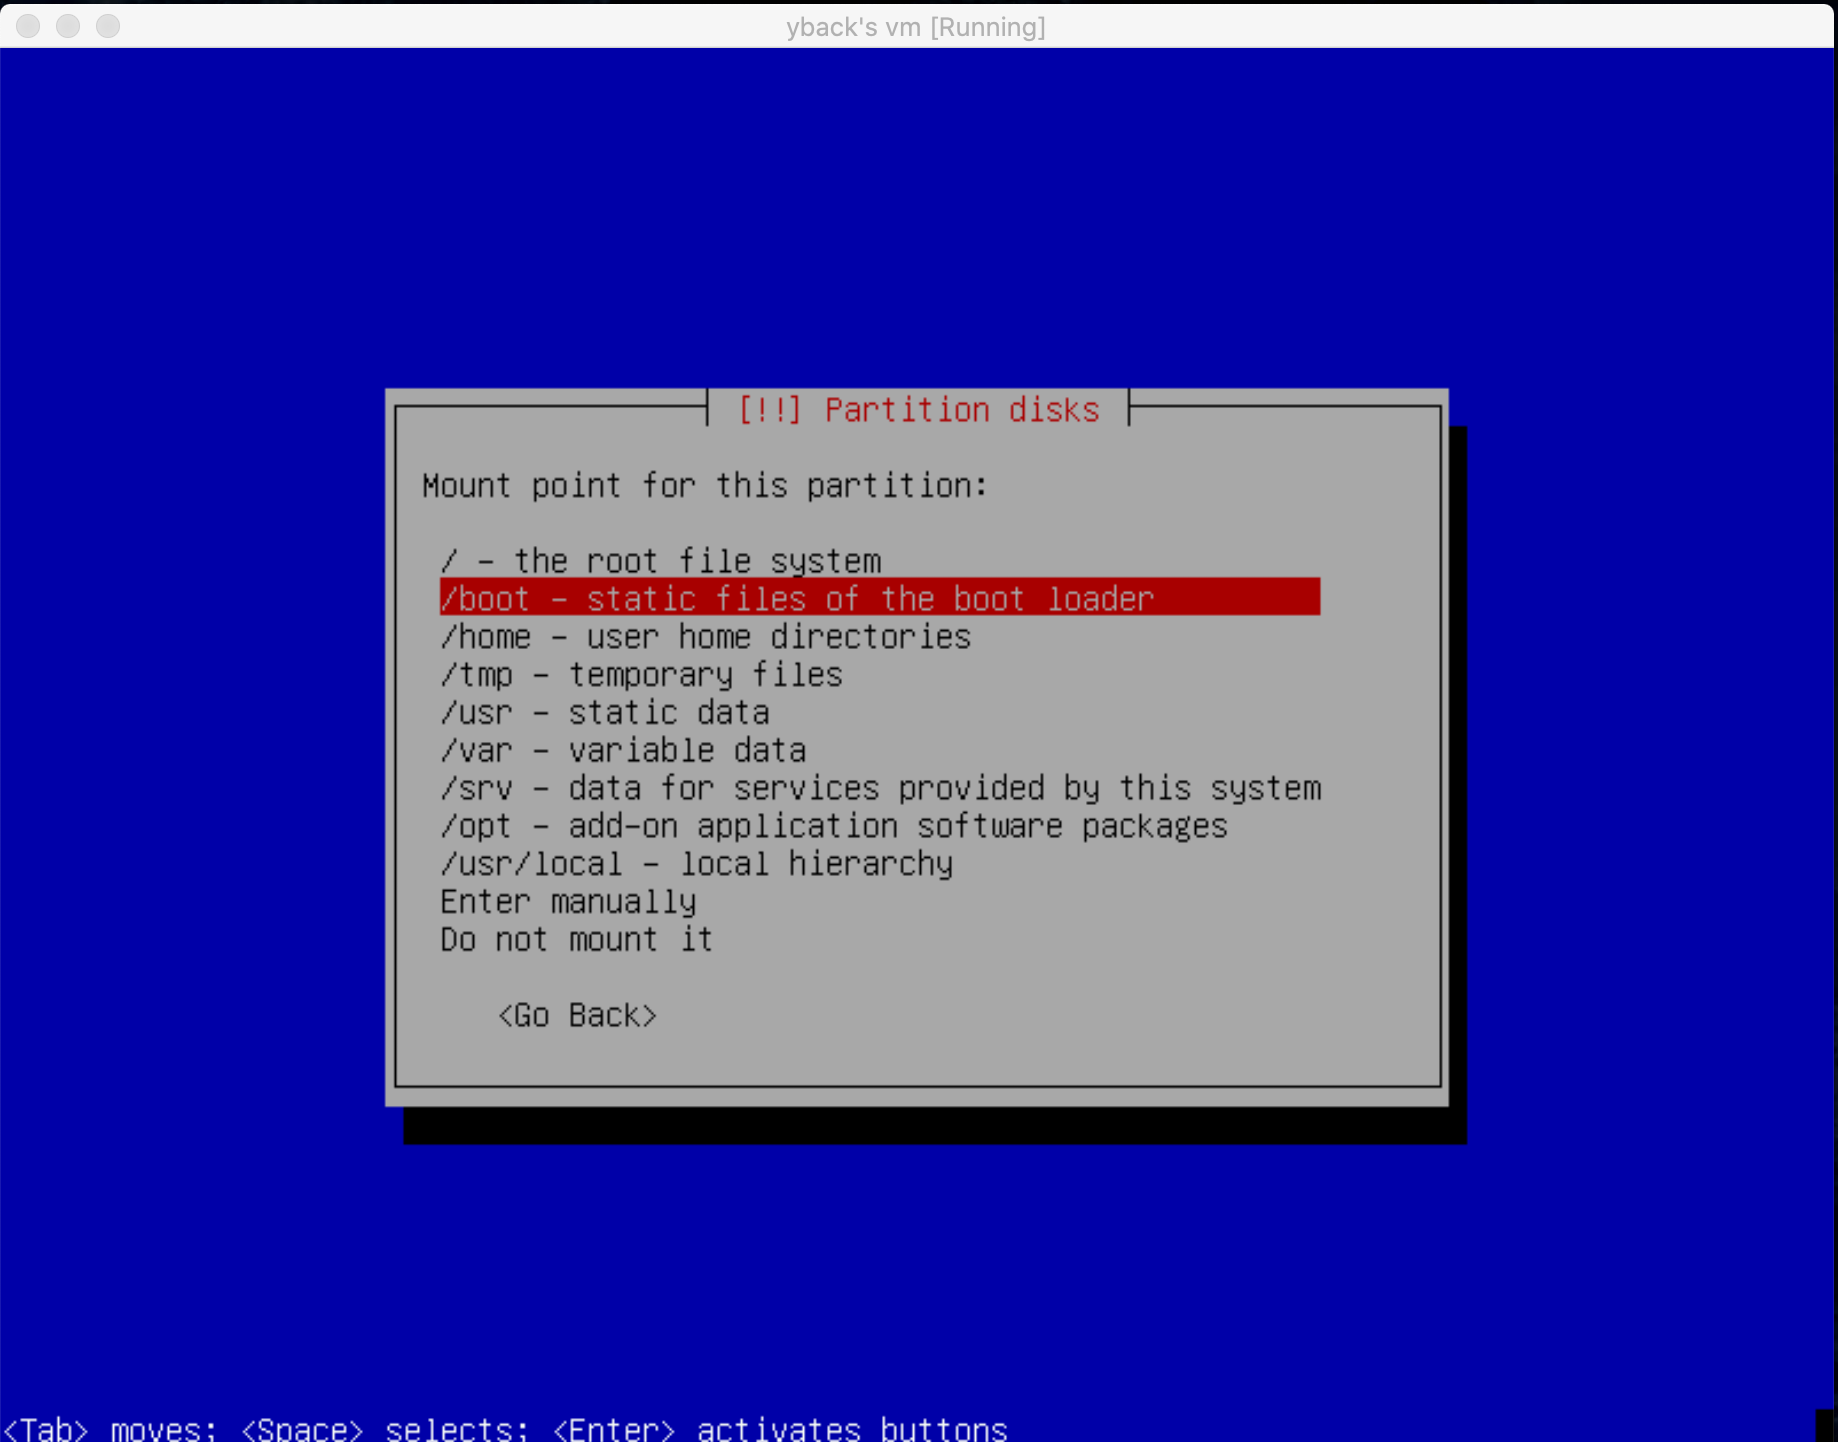 yback's vm [Running]
[!!] Partition disks
Mount point for this partition:
/ - the root file system
/boot - static files of the boot loader
/home - user home directories
/tmp - temporary files
/usr - static data
/var - variable data
/srv - data for services provided by this system
/opt - add-on application software packages
/usr/local - local hierarchy
Enter manually
Do not mount it
<Go Back>
<Tab> moves; <Space> selects; <Enter> activates buttons